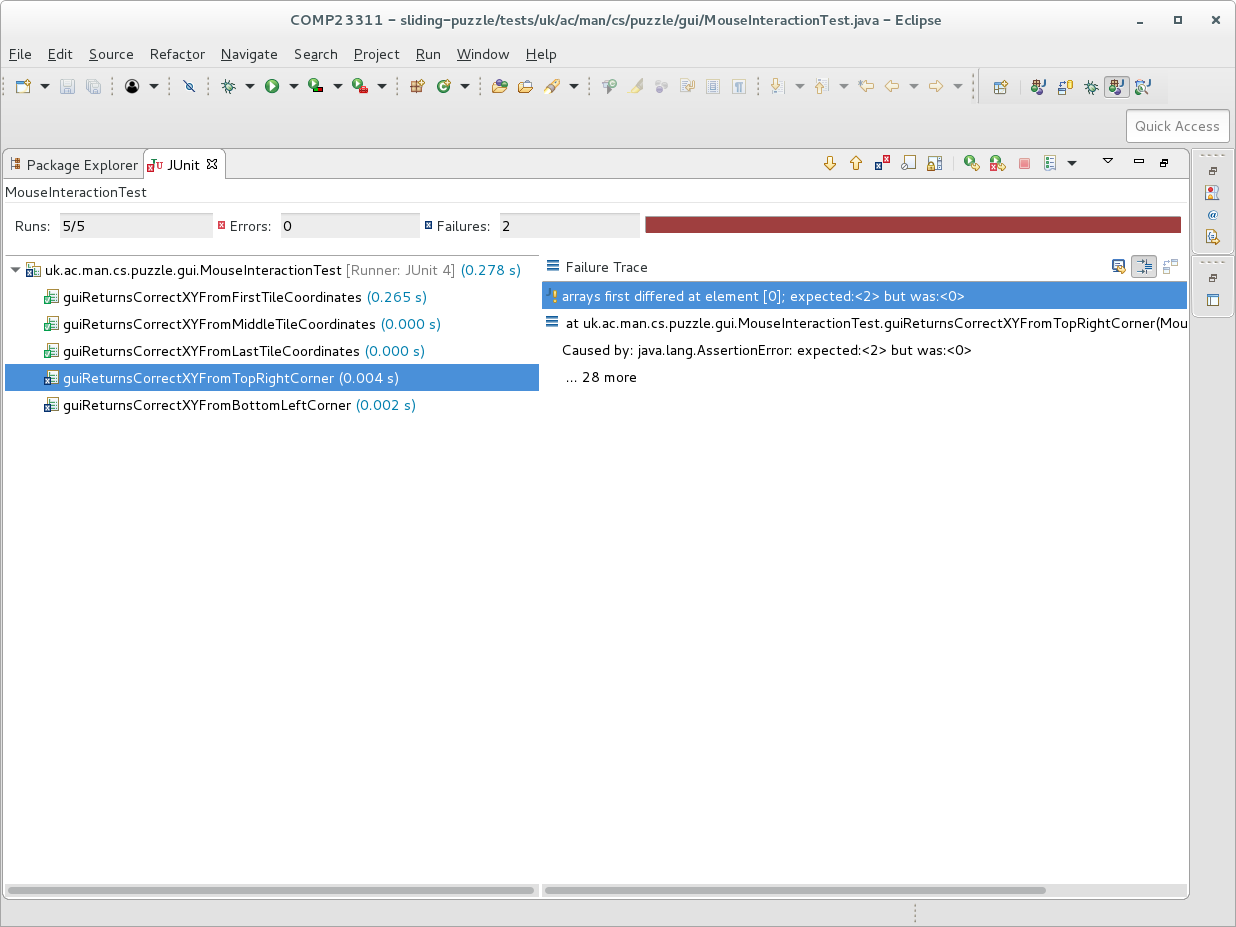 COMP23311 – sliding-puzzle/tests/uk/ac/man/cs/puzzle/gui/MouseInteractionTest.java – Eclipse
File Edit Source Refactor Navigate Search Project Run Window Help
Quick Access
Package Explorer JUnit
MouseInteractionTest
Runs: 5/5 Errors: 0 Failures: 2
uk.ac.man.cs.puzzle.gui.MouseInteractionTest [Runner: JUnit 4] (0.278 s)
guiReturnsCorrectXYFromFirstTileCoordinates (0.265 s)
guiReturnsCorrectXYFromMiddleTileCoordinates (0.000 s)
guiReturnsCorrectXYFromLastTileCoordinates (0.000 s)
guiReturnsCorrectXYFromTopRightCorner (0.004 s)
guiReturnsCorrectXYFromBottomLeftCorner (0.002 s)
Failure Trace
arrays first differed at element [0]; expected:<2> but was:<0>
at uk.ac.man.cs.puzzle.gui.MouseInteractionTest.guiReturnsCorrectXYFromTopRightCorner(Mou
Caused by: java.lang.AssertionError: expected:<2> but was:<0>
... 28 more